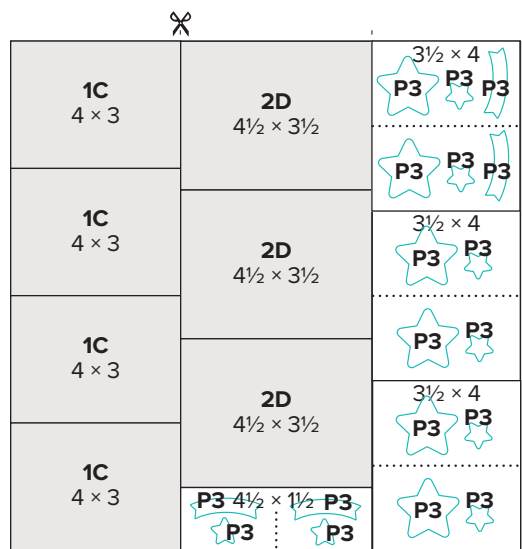 1C
4 × 3
1C
4 × 3
1C
4 × 3
1C
4 × 3
2D
4½ × 3½
2D
4½ × 3½
2D
4½ × 3½
P3 4½ × 1½ P3
P3 P3
3½ × 4
P3 P3 P3
P3 P3 P3
3½ × 4
P3 P3
P3 P3
3½ × 4
P3 P3
P3 P3